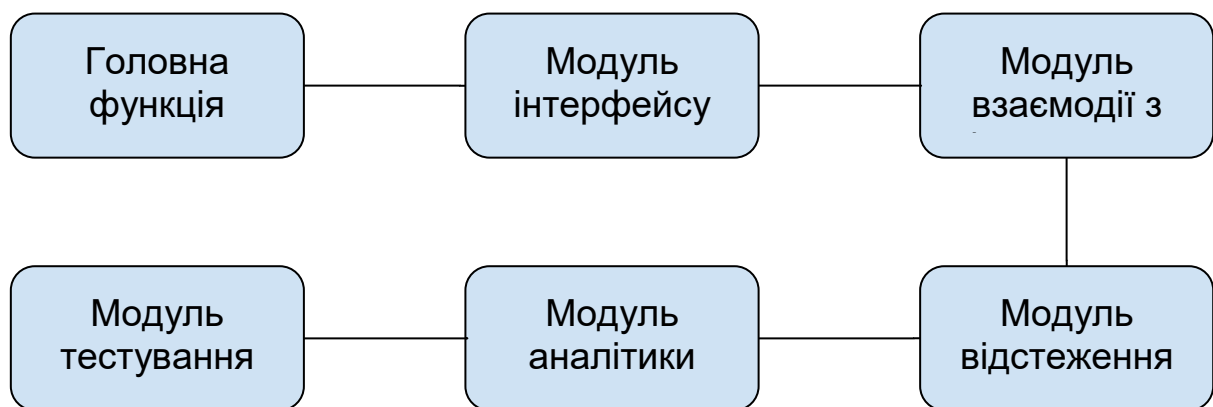 Головна
функція
Модуль
інтерфейсу
Модуль
взаємодії з
Модуль
тестування
Модуль
аналітики
Модуль
відстеження